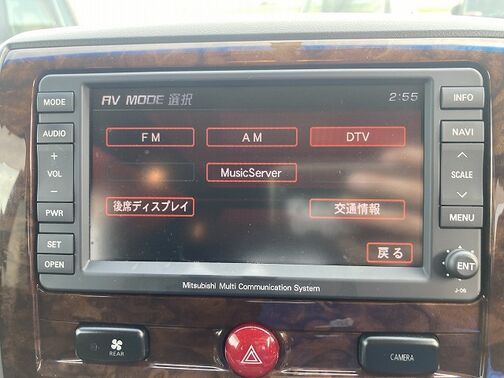 AV MODE 選択 2:55
FM AM DTV
MusicServer
後席ディスプレイ 交通情報
戻る
MODE
AUDIO
+
VOL
−
PWR
SET
OPEN
INFO
NAVI
SCALE
MENU
ENT
J-06
Mitsubishi Multi Communication System
REAR
CAMERA